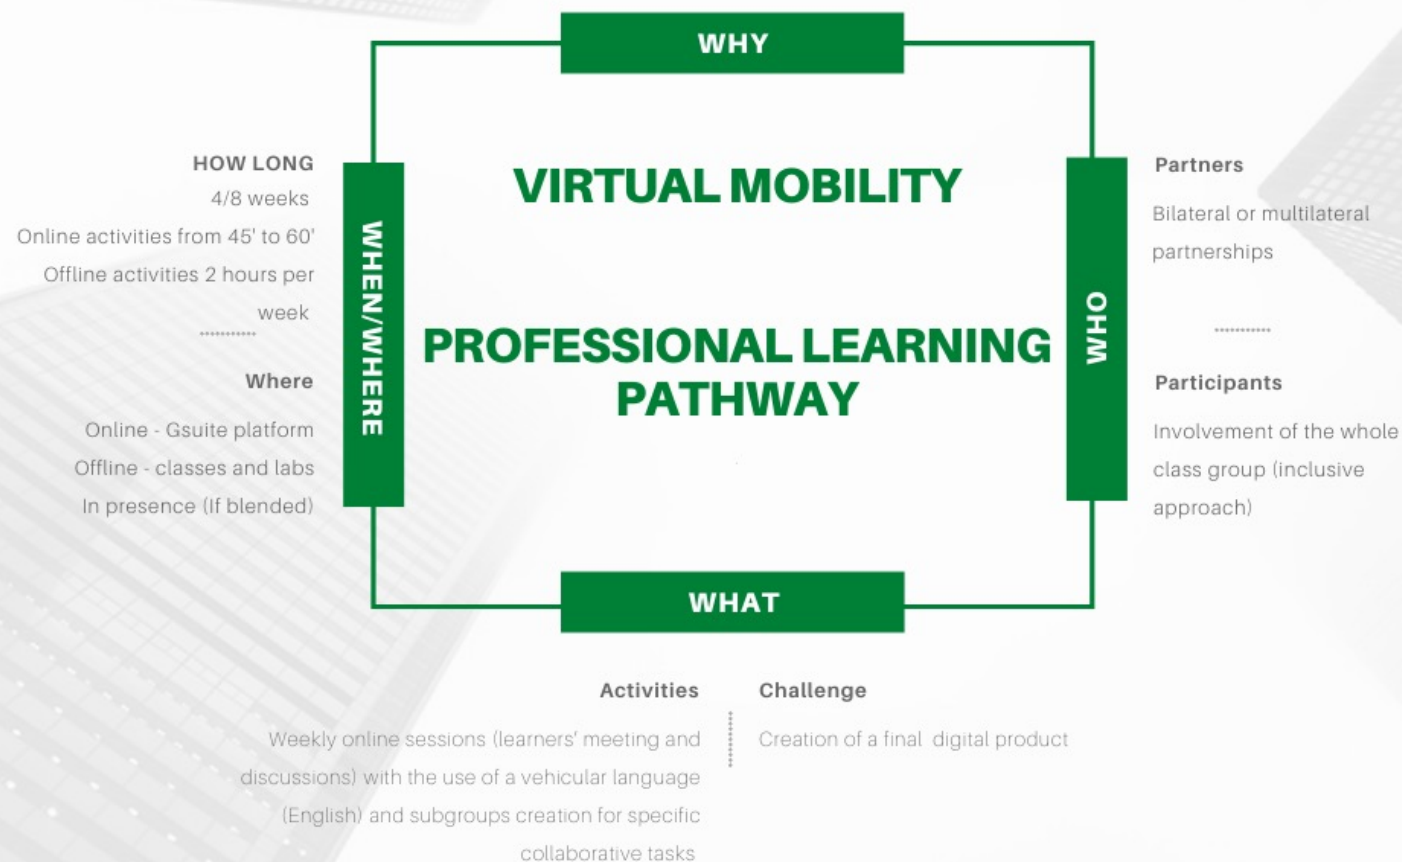 WHY
VIRTUAL MOBILITY
PROFESSIONAL LEARNING
PATHWAY
WHEN/WHERE
HOW LONG
4/8 weeks
Online activities from 45' to 60'
Offline activities 2 hours per
week
Where
Online - Gsuite platform
Offline - classes and labs
In presence (If blended)
WHO
Partners
Bilateral or multilateral
partnerships
Participants
Involvement of the whole
class group (inclusive
approach)
WHAT
Activities
Weekly online sessions (learners' meeting and
discussions) with the use of a vehicular language
(English) and subgroups creation for specific
collaborative tasks
Challenge
Creation of a final digital product